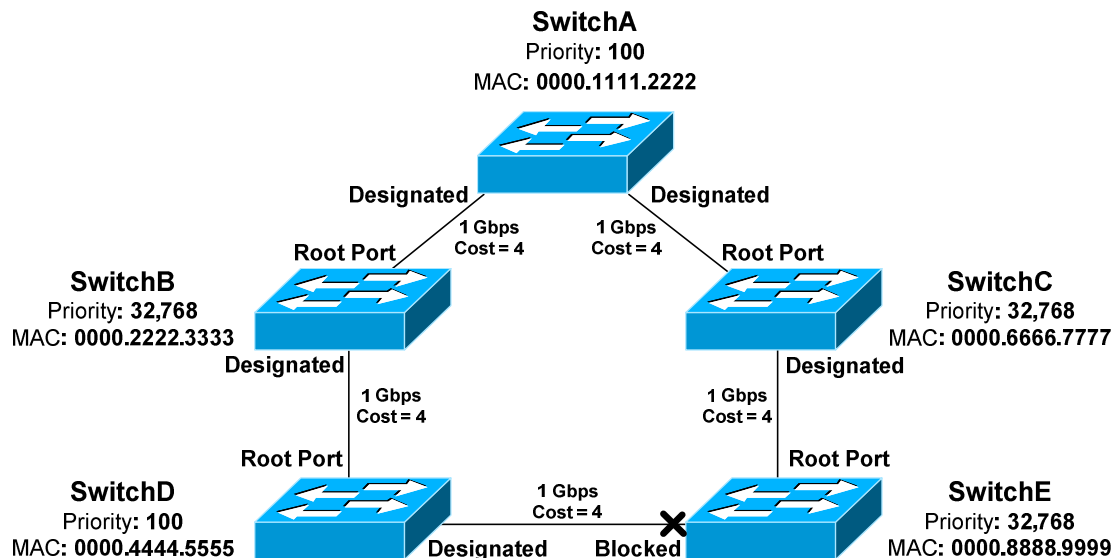 SwitchA
Priority: 100
MAC: 0000.1111.2222
Designated
Designated
1 Gbps
Cost = 4
1 Gbps
Cost = 4
Root Port
Root Port
SwitchB
Priority: 32,768
MAC: 0000.2222.3333
SwitchC
Priority: 32,768
MAC: 0000.6666.7777
Designated
Designated
1 Gbps
Cost = 4
1 Gbps
Cost = 4
Root Port
Root Port
SwitchD
Priority: 100
MAC: 0000.4444.5555
1 Gbps
Cost = 4
SwitchE
Priority: 32,768
MAC: 0000.8888.9999
Designated
Blocked